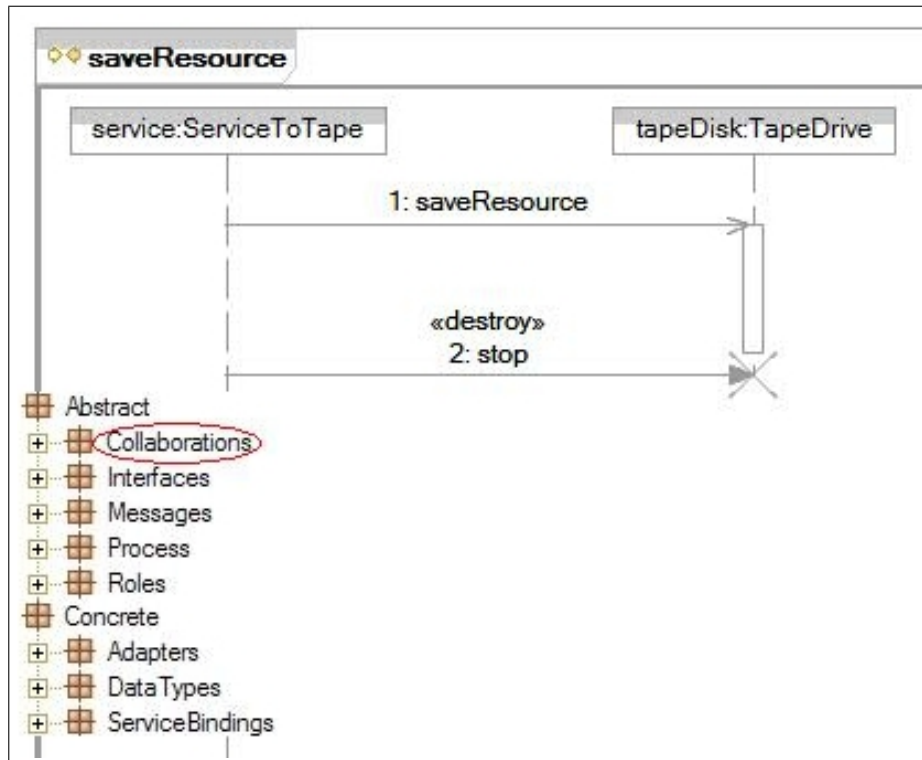 saveResource
service:ServiceToTape tapeDisk:TapeDrive
1: saveResource
«destroy»
2: stop
Abstract
Collaborations
Interfaces
Messages
Process
Roles
Concrete
Adapters
DataTypes
ServiceBindings